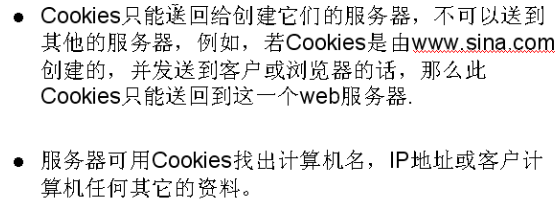 ● Cookies只能送回给创建它们的服务器，不可以送到
其他的服务器，例如，若Cookies是由www.sina.com
创建的，并发送到客户或浏览器的话，那么此
Cookies只能送回到这一个web服务器.
● 服务器可用Cookies找出计算机名，IP地址或客户计
算机任何其它的资料。